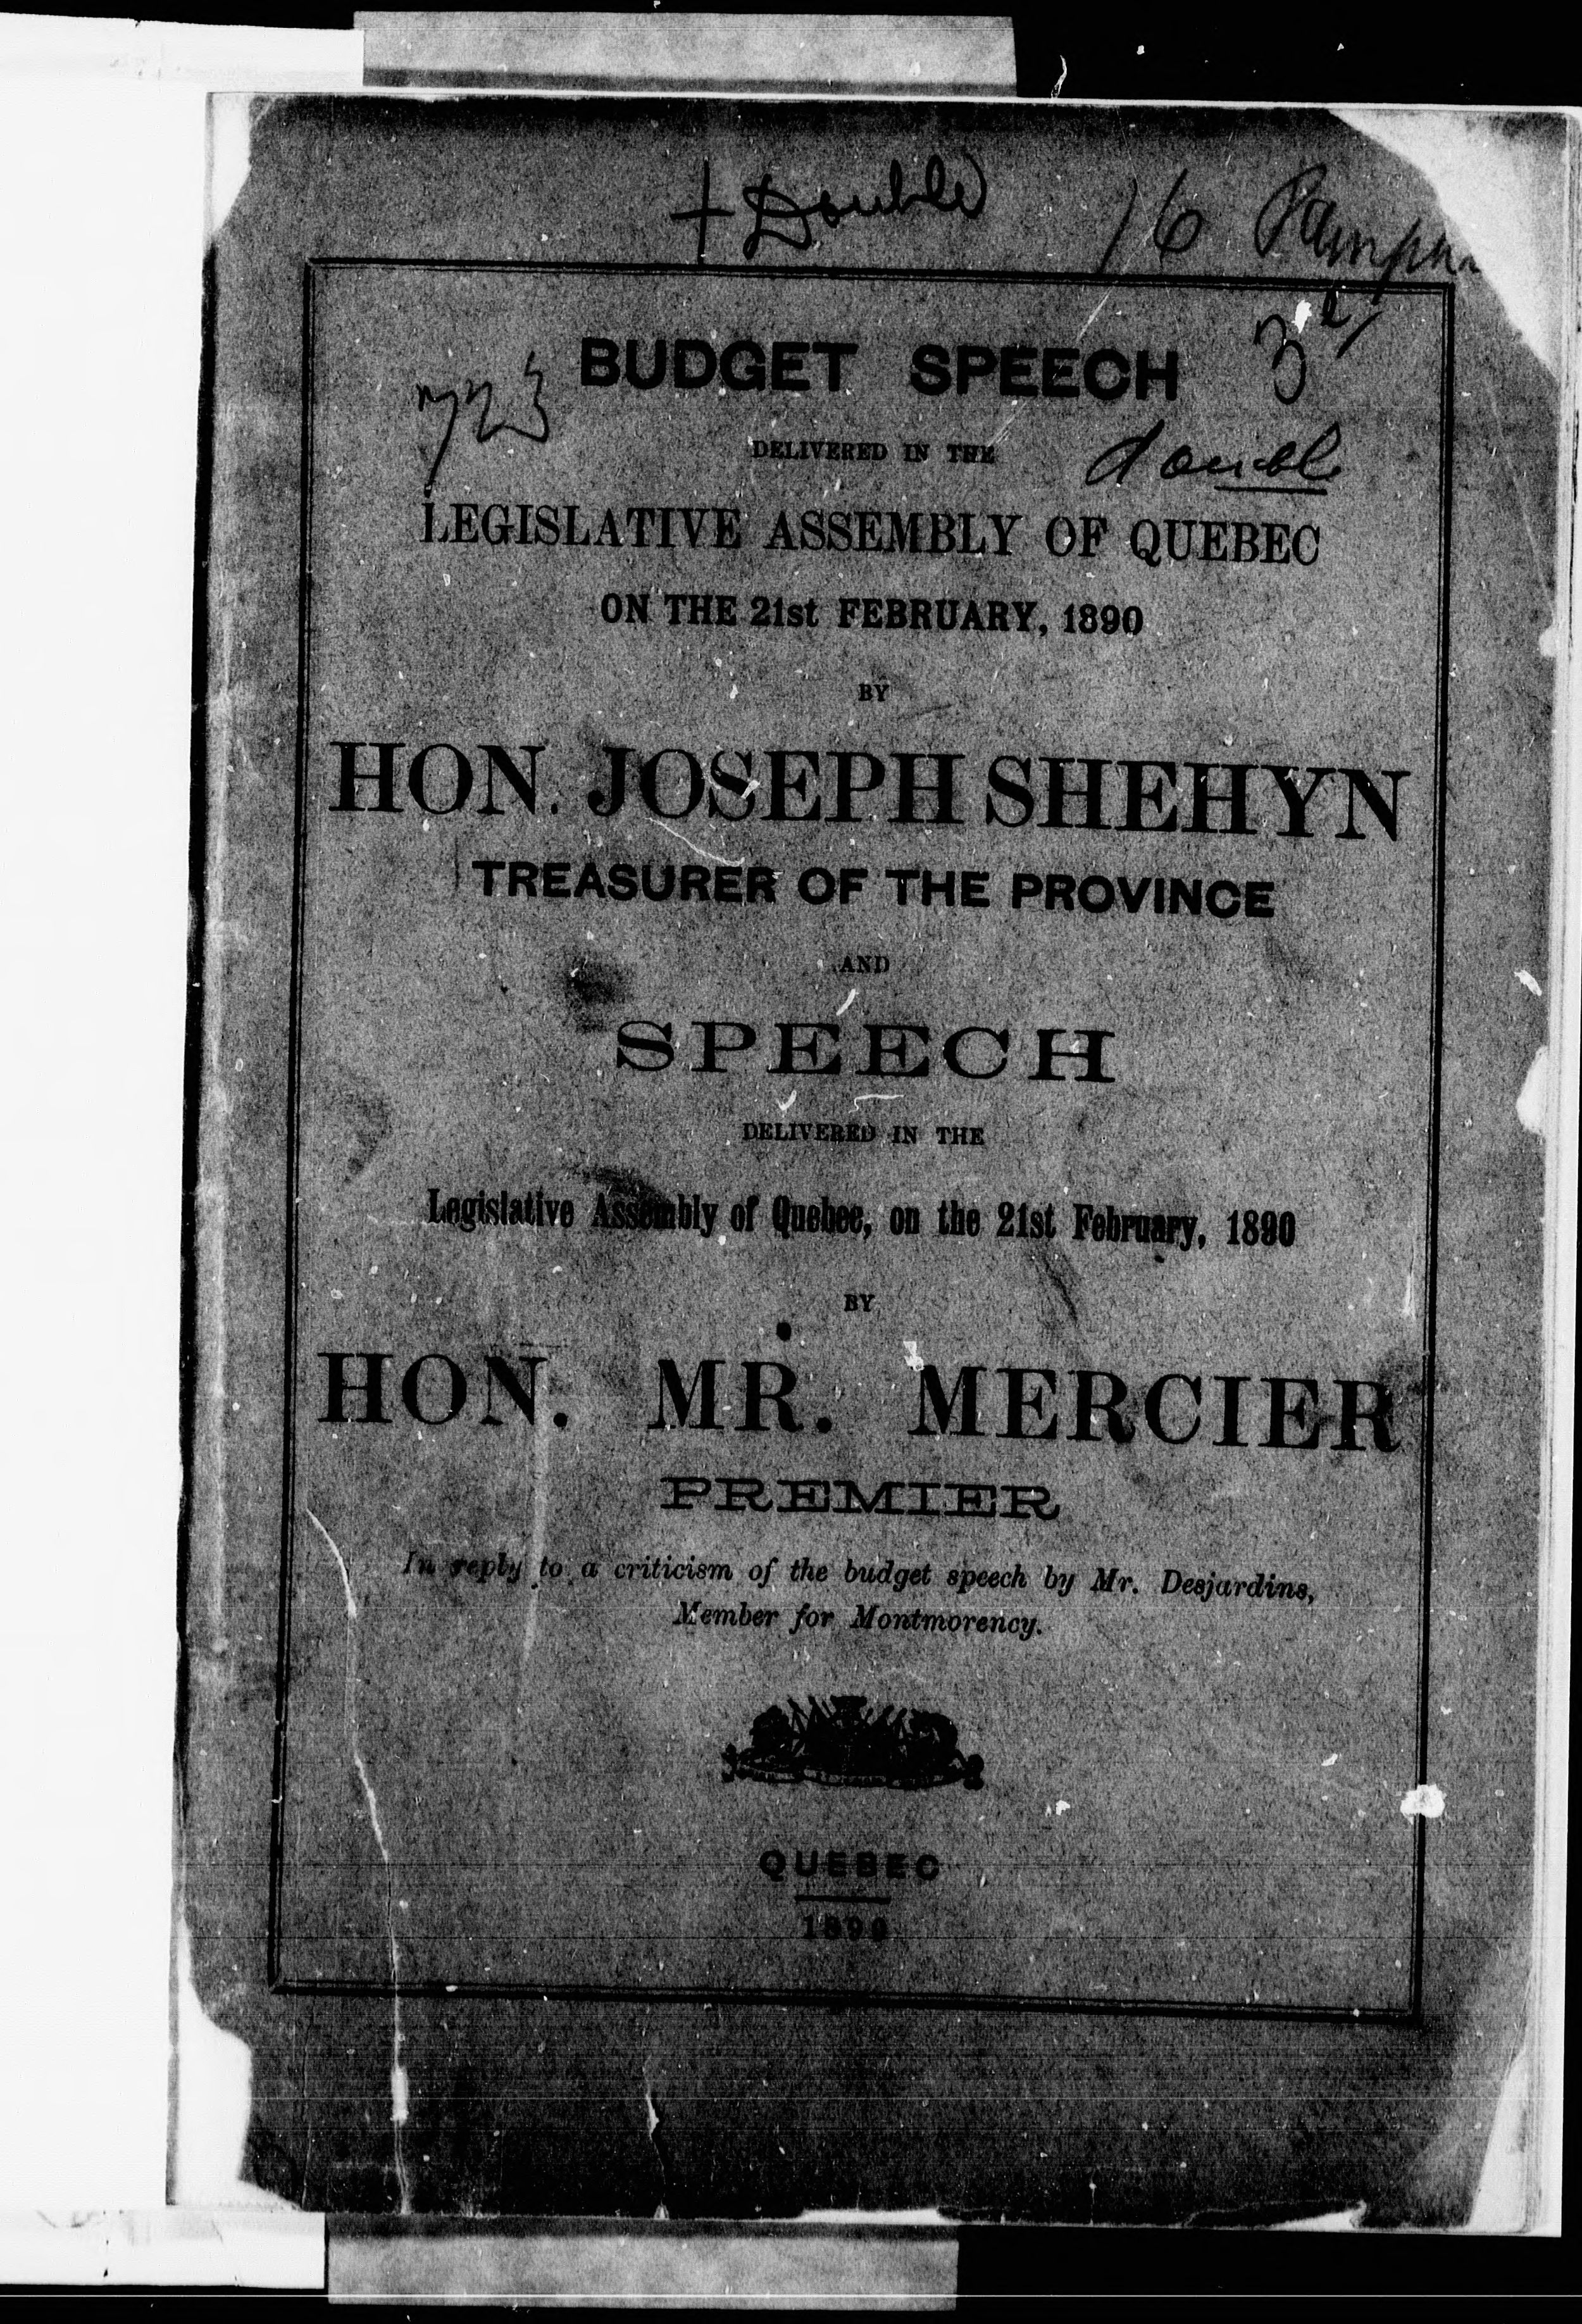 + Double
16
BUDGET SPEECH
723
DELIVERED IN THE
double
LEGISLATIVE ASSEMBLY OF QUEBEC
ON THE 21st FEBRUARY, 1890
BY
HON. JOSEPH SHEHYN
TREASURER OF THE PROVINCE
AND
SPEECH
DELIVERED IN THE
Legislative Assembly of Quebec, on the 21st February, 1890
BY
HON. MR. MERCIER
PREMIER
In reply to a criticism of the budget speech by Mr. Desjardins,
Member for Montmorency.
QUEBEC
1890